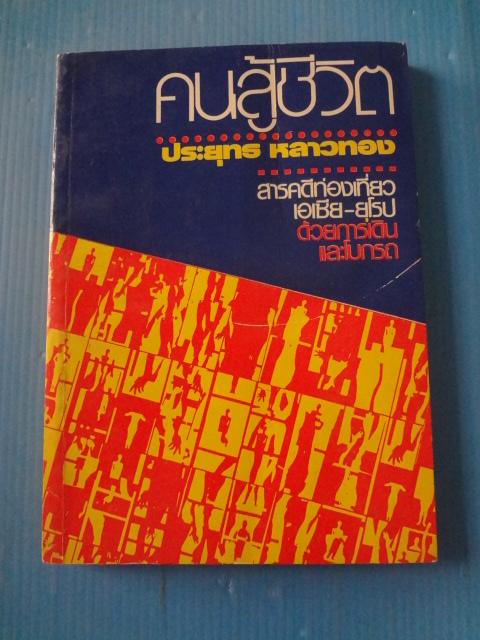 คนสู้ชีวิต
ประยุทธ หลาวทอง
สารคดีท่องเที่ยว
เอเซีย-ยุโรป
ด้วยการเดิน
และโบกรถ